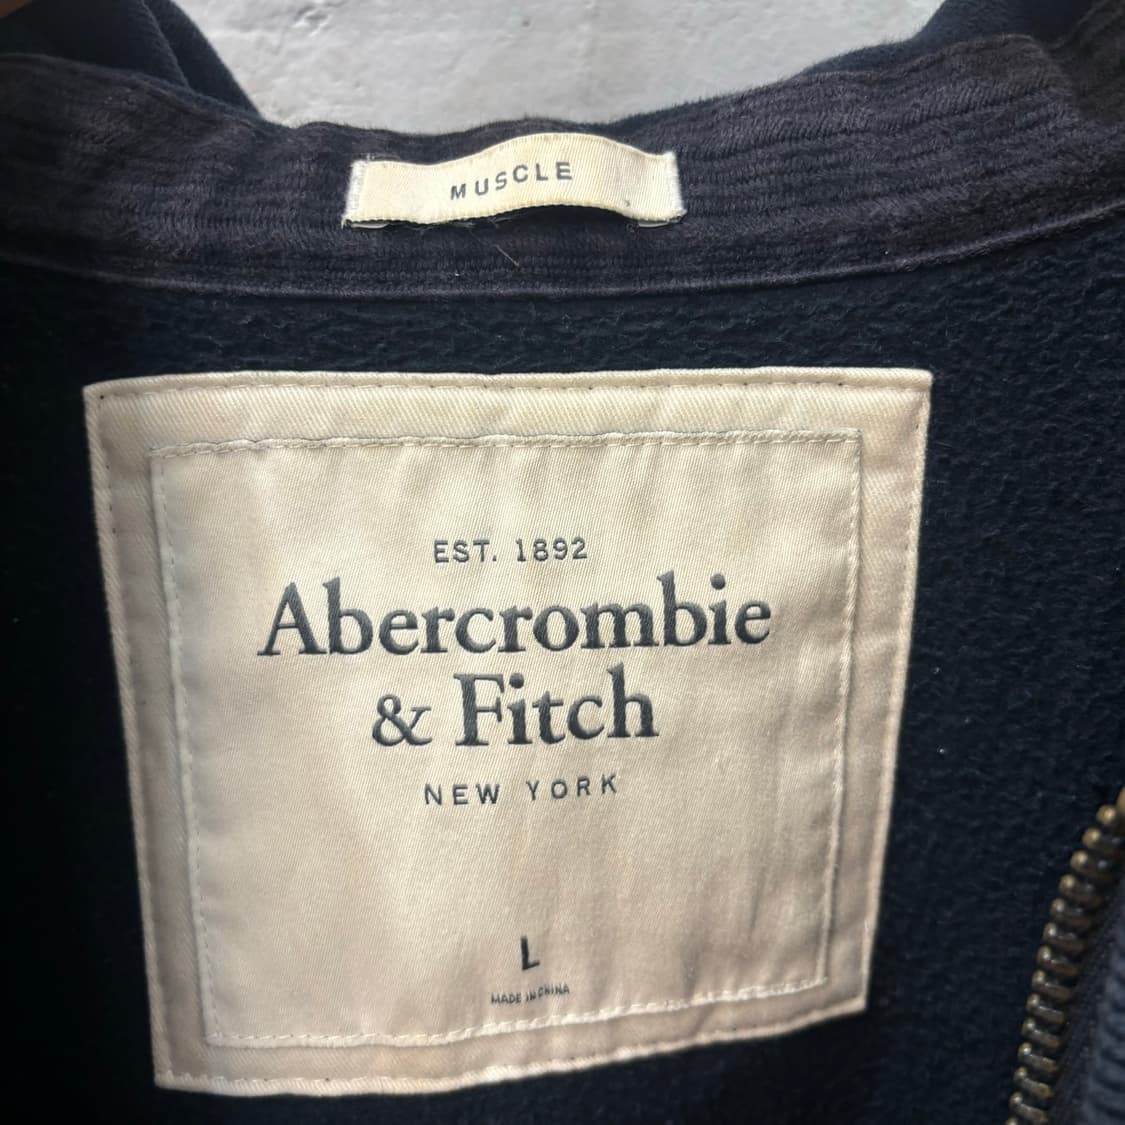 MUSCLE
EST. 1892
Abercrombie
& Fitch
NEW YORK
L
MADE IN CHINA